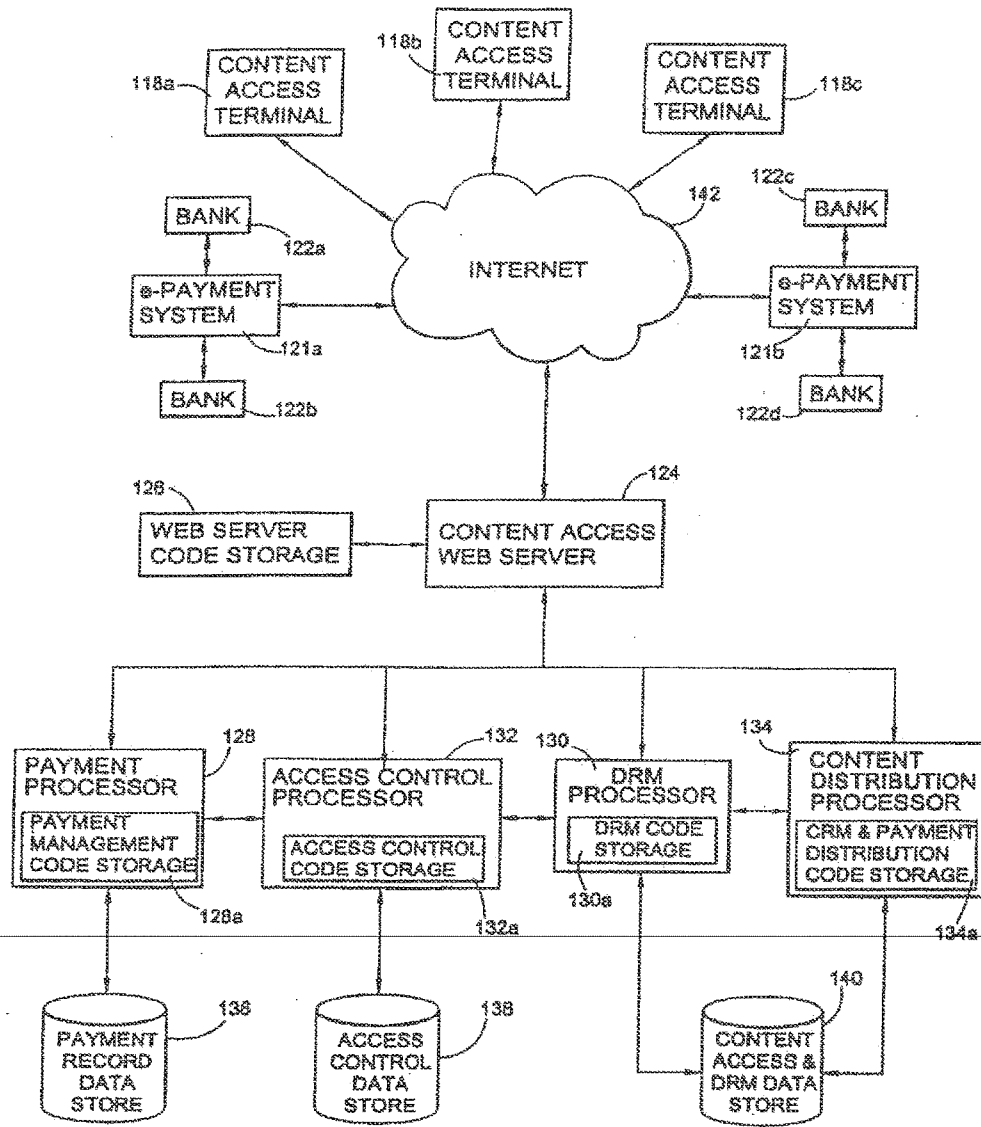 118a
CONTENT
ACCESS
TERMINAL
118b
CONTENT
ACCESS
TERMINAL
CONTENT
ACCESS
TERMINAL
118c
BANK
122a
e-PAYMENT
SYSTEM
121a
BANK
122b
INTERNET
142
122c
BANK
e-PAYMENT
SYSTEM
121b
BANK
122d
126
WEB SERVER
CODE STORAGE
124
CONTENT ACCESS
WEB SERVER
128
PAYMENT
PROCESSOR
PAYMENT
MANAGEMENT
CODE STORAGE
128a
132
ACCESS CONTROL
PROCESSOR
ACCESS CONTROL
CODE STORAGE
132a
130
DRM
PROCESSOR
DRM CODE
STORAGE
130a
134
CONTENT
DISTRIBUTION
PROCESSOR
CRM & PAYMENT
DISTRIBUTION
CODE STORAGE
134a
PAYMENT
RECORD
DATA
STORE
136
ACCESS
CONTROL
DATA
STORE
138
CONTENT
ACCESS &
DRM DATA
STORE
140